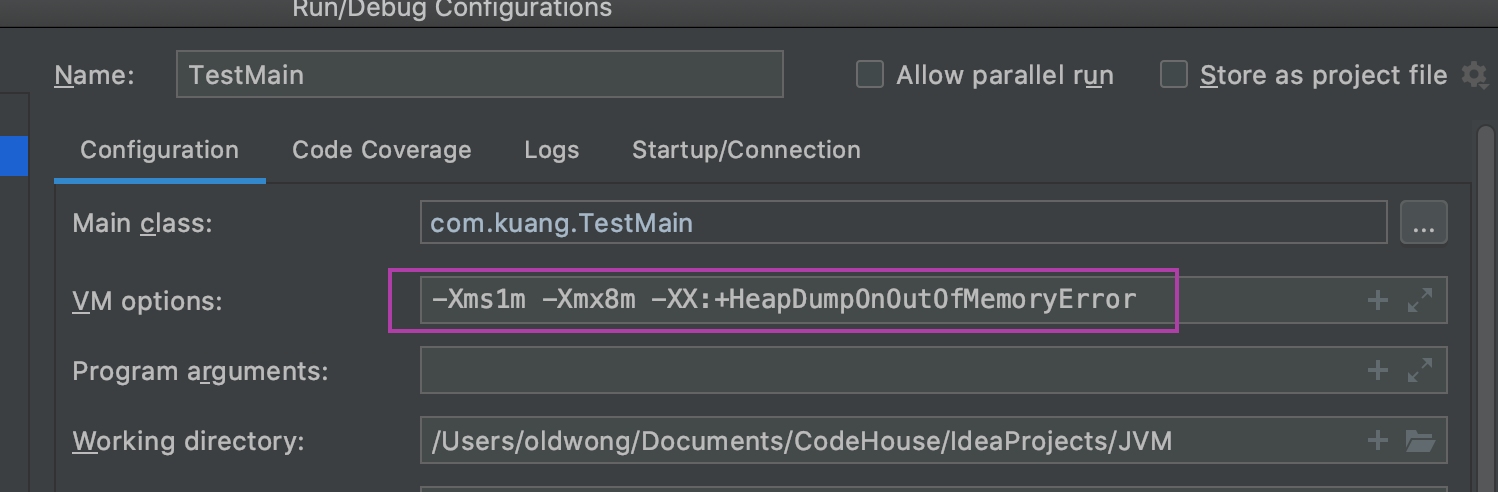 Run/Debug Configurations
Name: TestMain Allow parallel run Store as project file
Configuration Code Coverage Logs Startup/Connection
Main class: com.kuang.TestMain ...
VM options: -Xms1m -Xmx8m -XX:+HeapDumpOnOutOfMemoryError
Program arguments:
Working directory: /Users/oldwong/Documents/CodeHouse/IdeaProjects/JVM